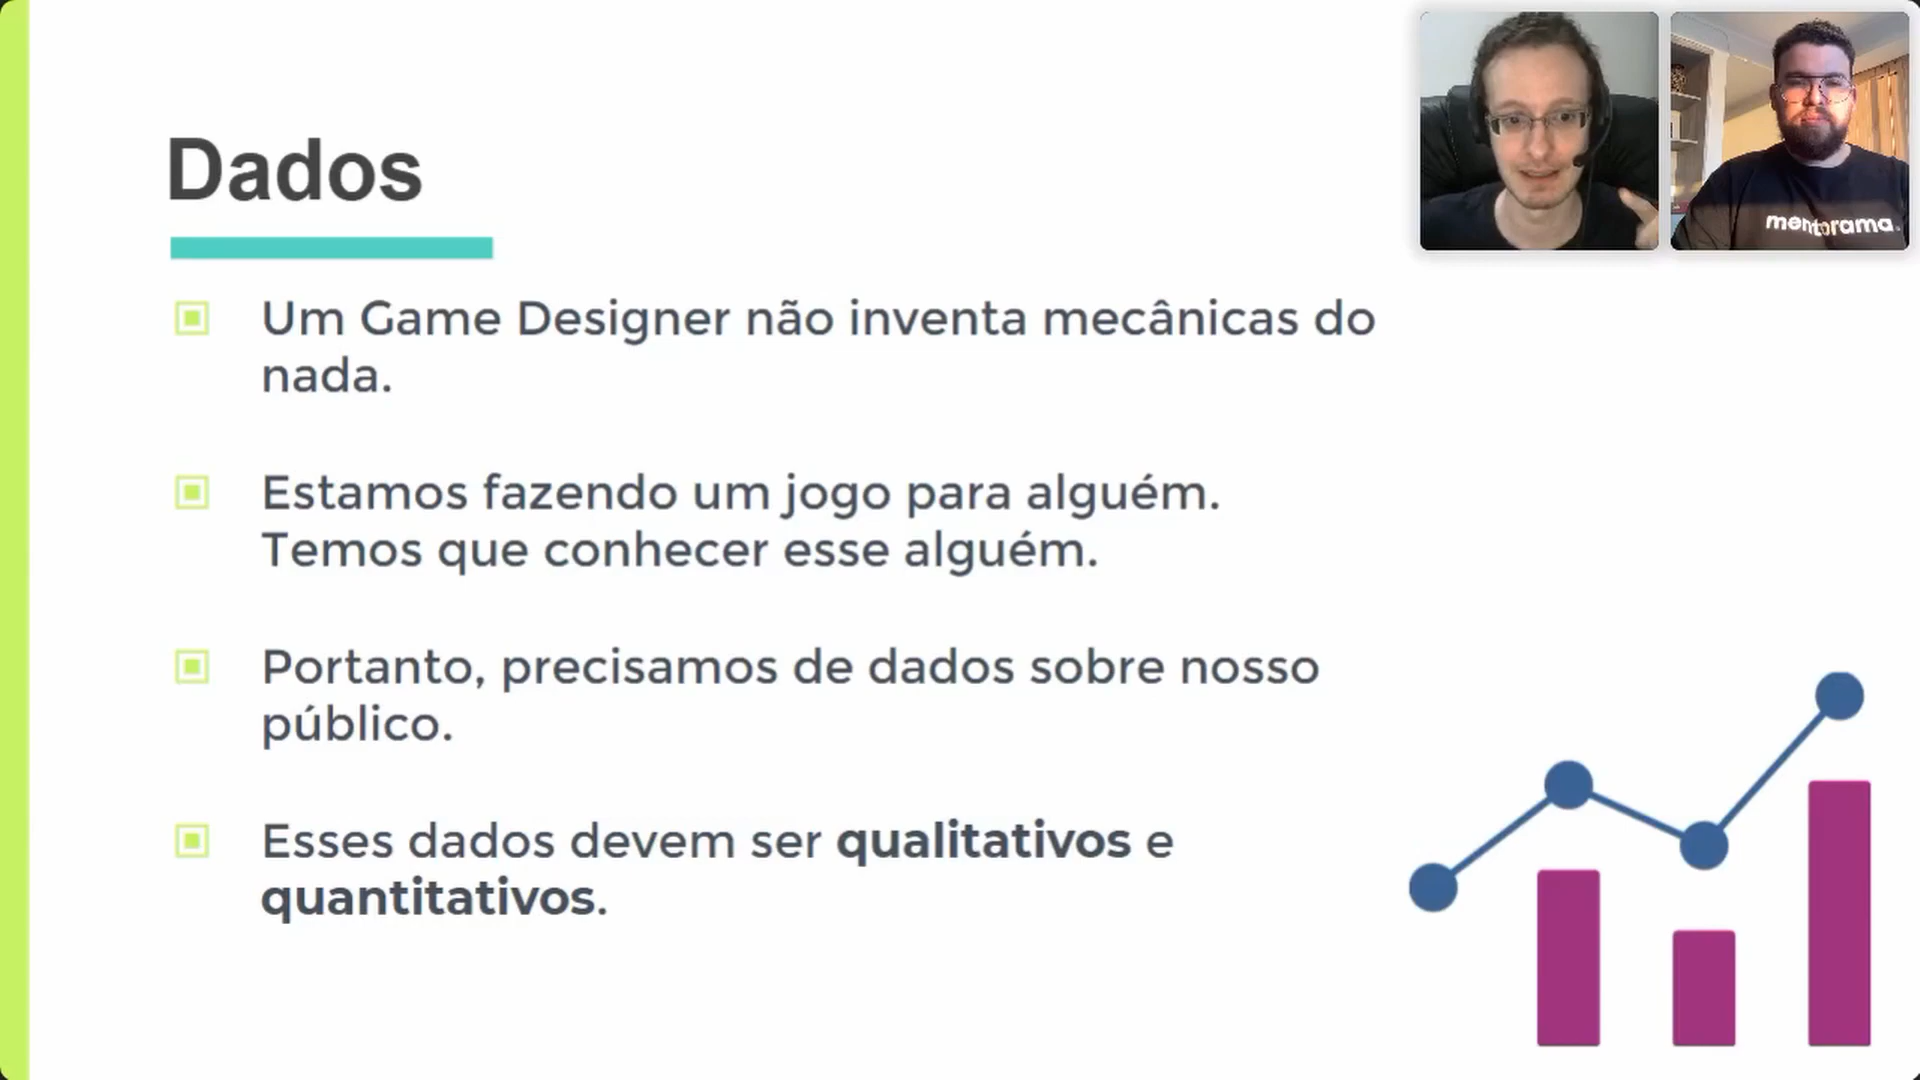 Dados
Um Game Designer não inventa mecânicas do
nada.
Estamos fazendo um jogo para alguém.
Temos que conhecer esse alguém.
Portanto, precisamos de dados sobre nosso
público.
Esses dados devem ser qualitativos e
quantitativos.
mentorama.